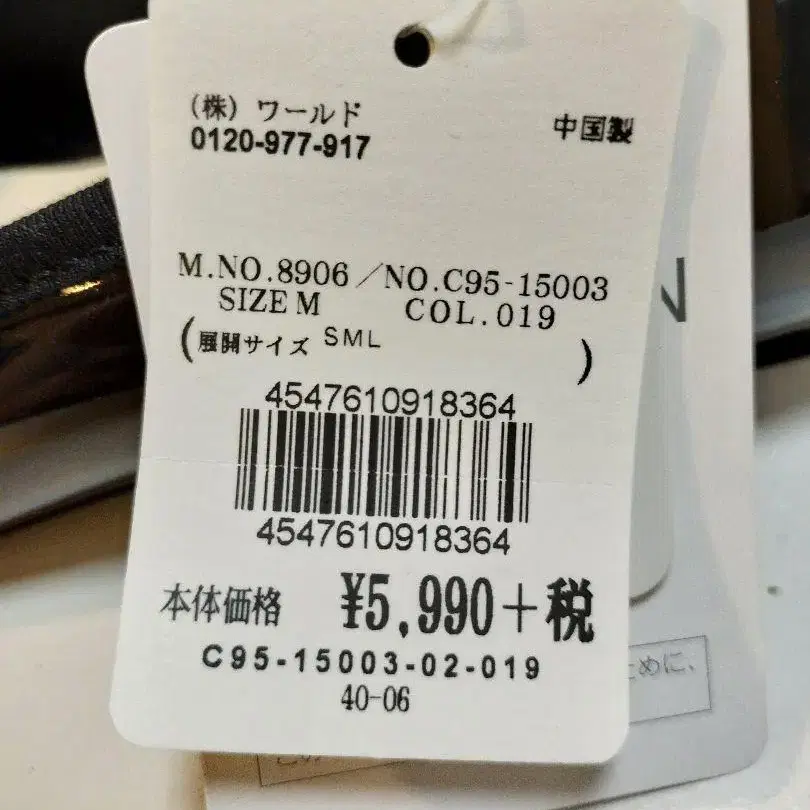 (株) ワールド
0120-977-917
中国製
M.NO.8906/NO.C95-15003
SIZE M COL.019
(展開サイズ SML )
4547610918364
4547610918364
本体価格 ¥5,990+税
C95-15003-02-019
40-06
ために、